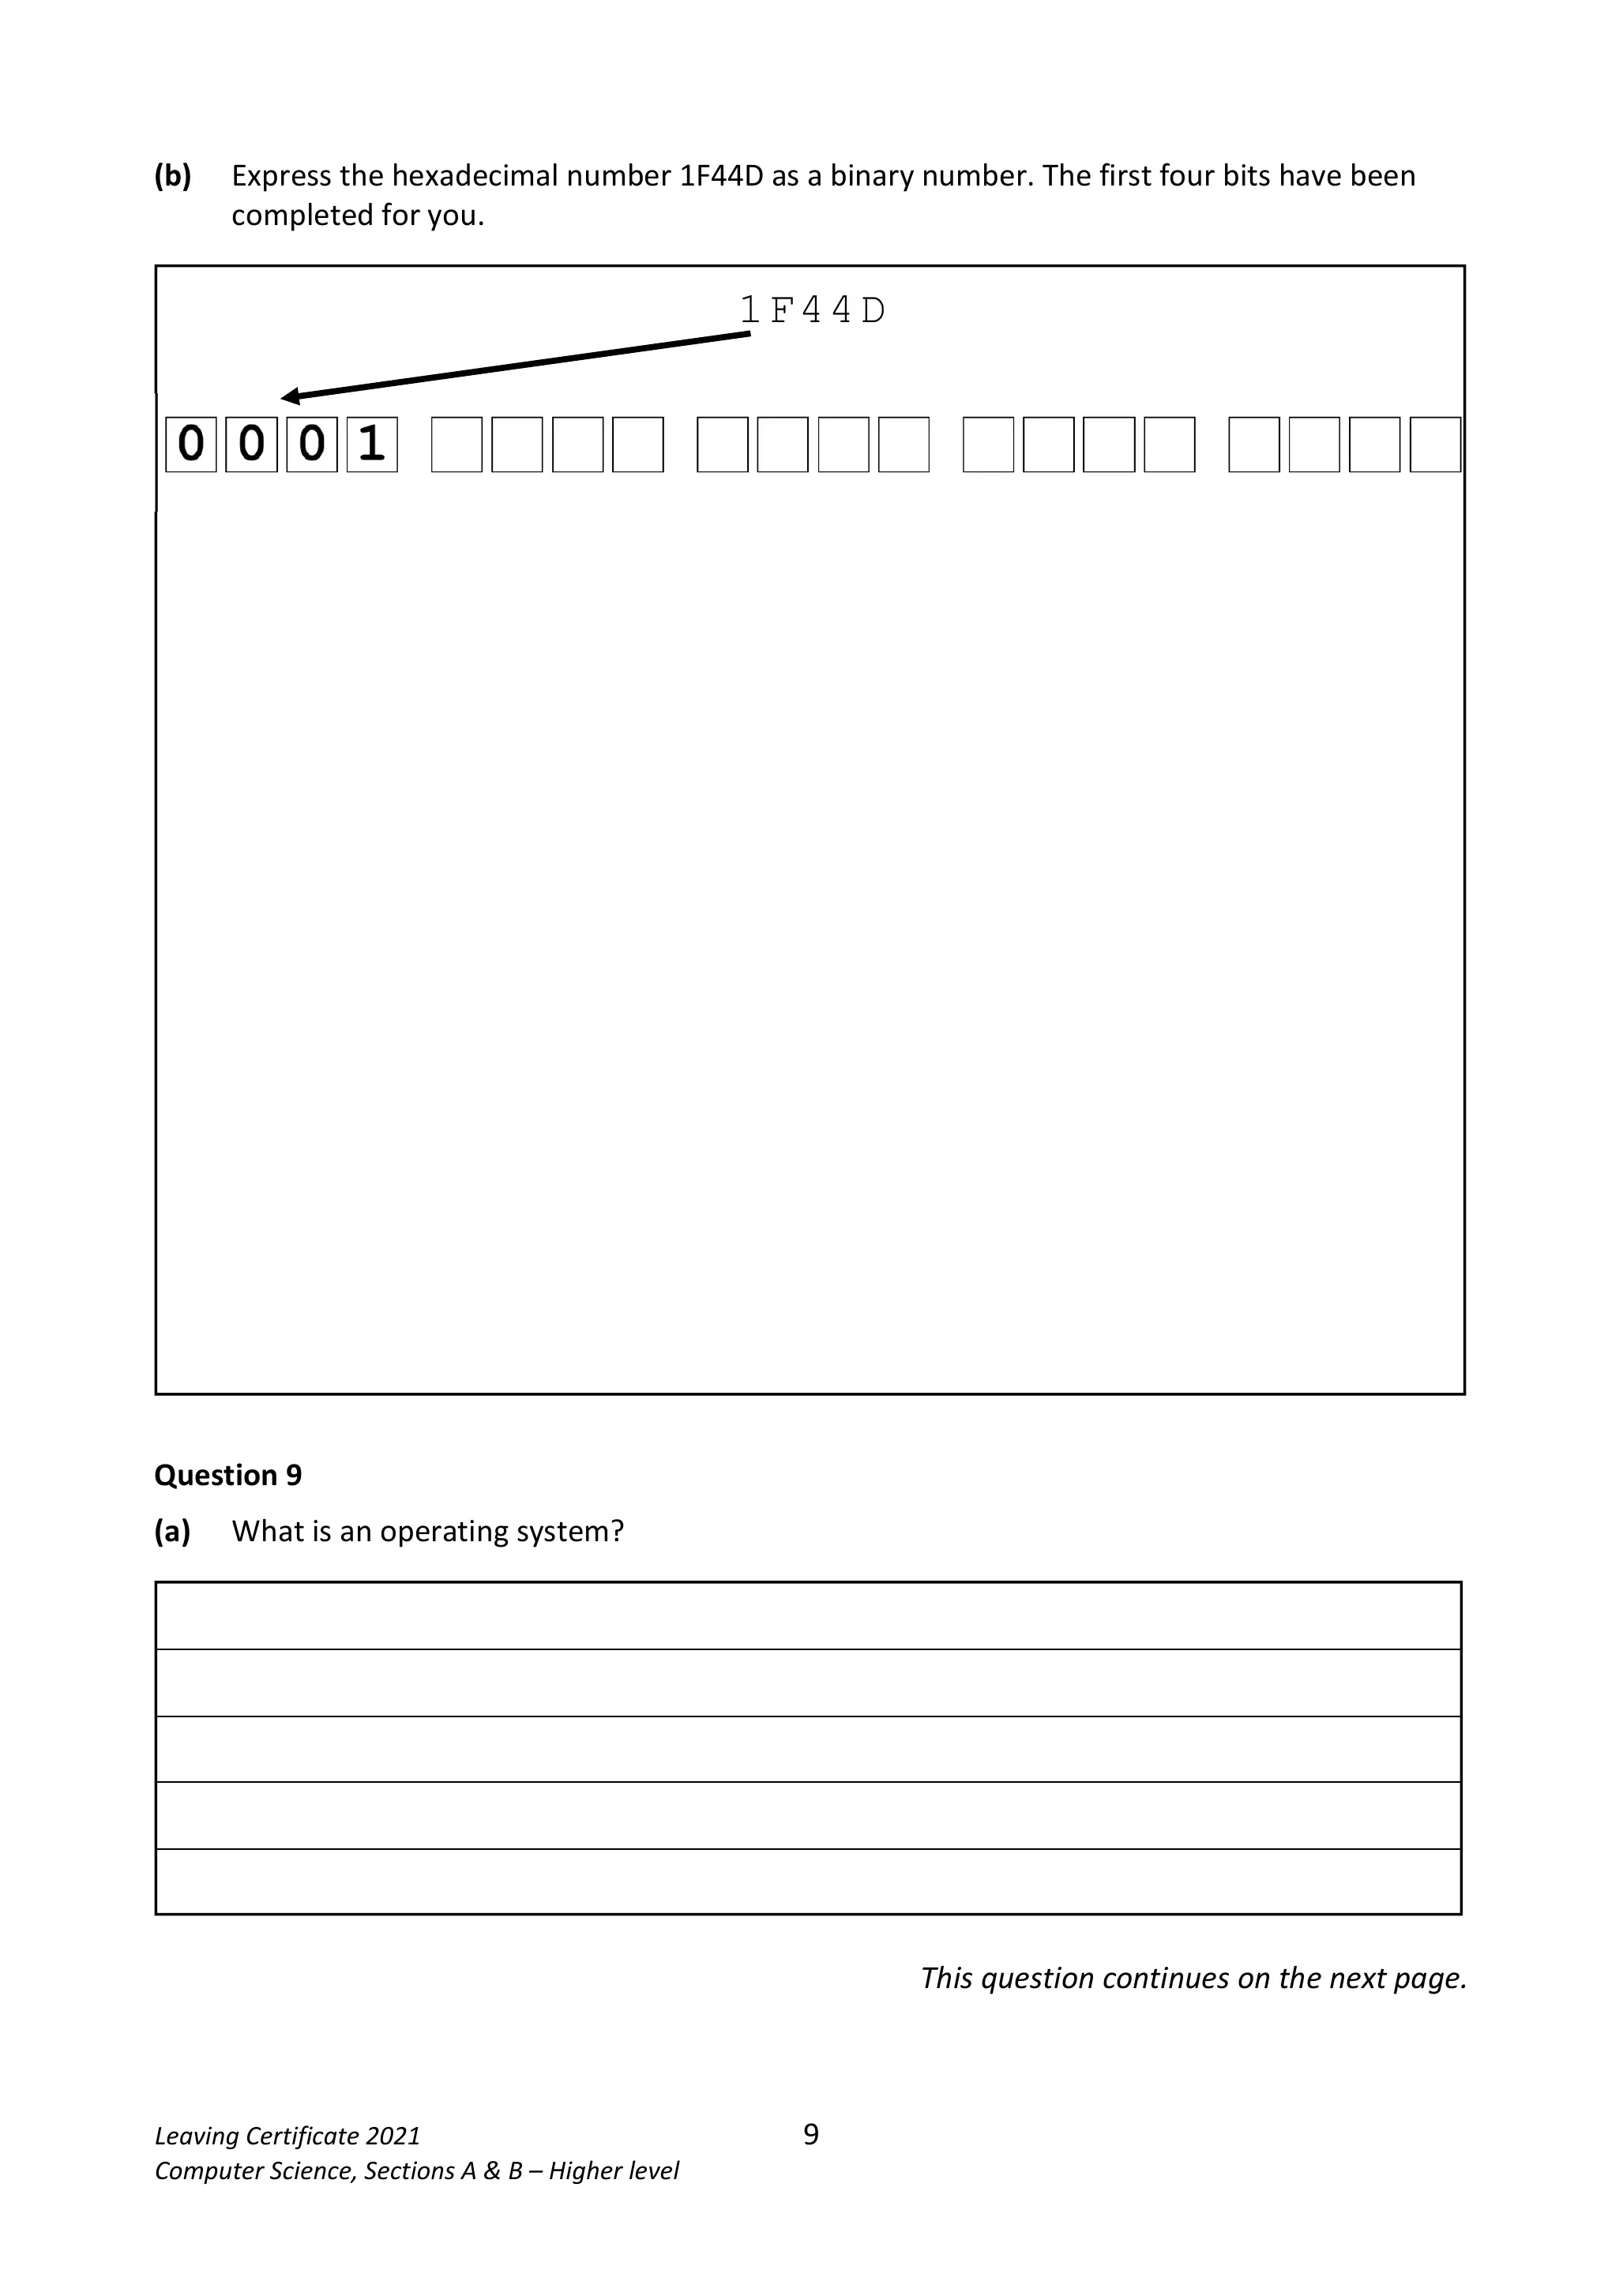 (b) Express the hexadecimal number 1F44D as a binary number. The first four bits have been
completed for you.
1F44D
0 0 0 1
Question 9
(a) What is an operating system?
This question continues on the next page.
Leaving Certificate 2021
9
Computer Science, Sections A & B – Higher level